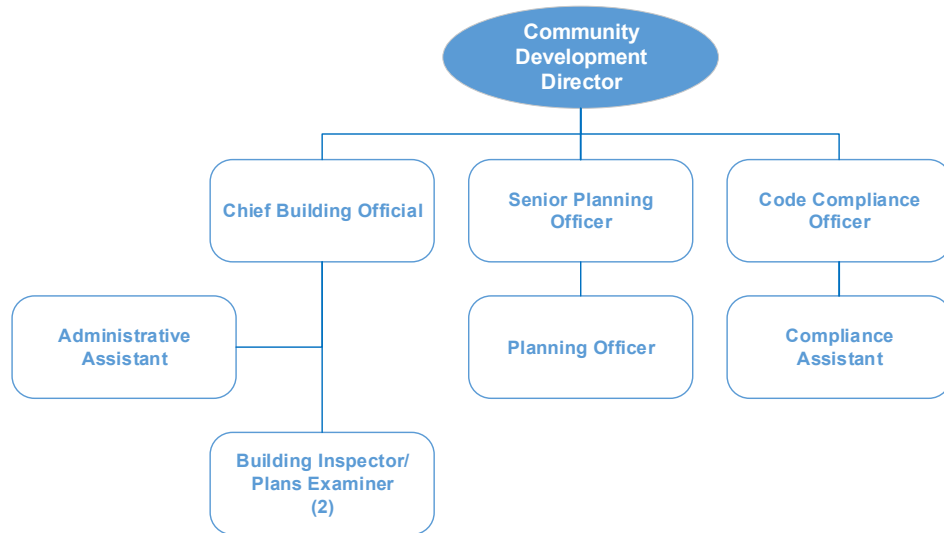 Community
Development
Director
Chief Building Official
Senior Planning
Officer
Code Compliance
Officer
Administrative
Assistant
Planning Officer
Compliance
Assistant
Building Inspector/
Plans Examiner
(2)